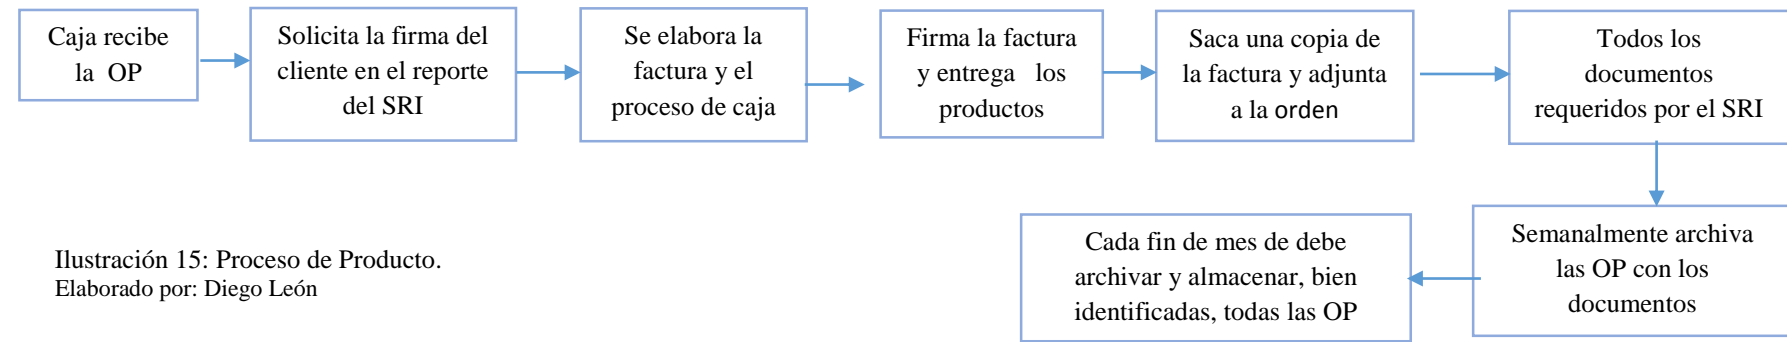 Caja recibe
la OP
Solicita la firma del
cliente en el reporte
del SRI
Se elabora la
factura y el
proceso de caja
Firma la factura
y entrega los
productos
Saca una copia de
la factura y adjunta
a la orden
Todos los
documentos
requeridos por el SRI
Semanalmente archiva
las OP con los
documentos
Cada fin de mes de debe
archivar y almacenar, bien
identificadas, todas las OP
Ilustración 15: Proceso de Producto.
Elaborado por: Diego León